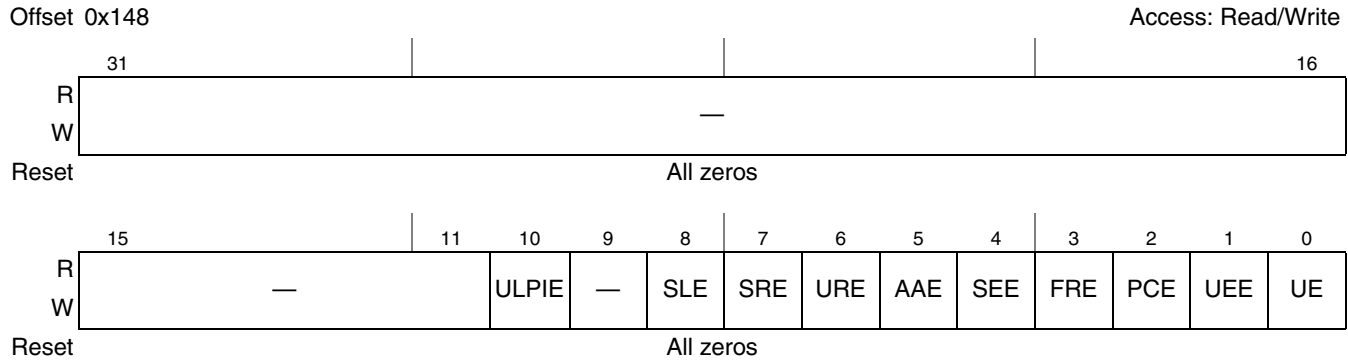 Offset 0x148 Access: Read/Write
31 16
R
—
W
Reset All zeros
15 11 10 9 8 7 6 5 4 3 2 1 0
R
— ULPIE — SLE SRE URE AAE SEE FRE PCE UEE UE
W
Reset All zeros